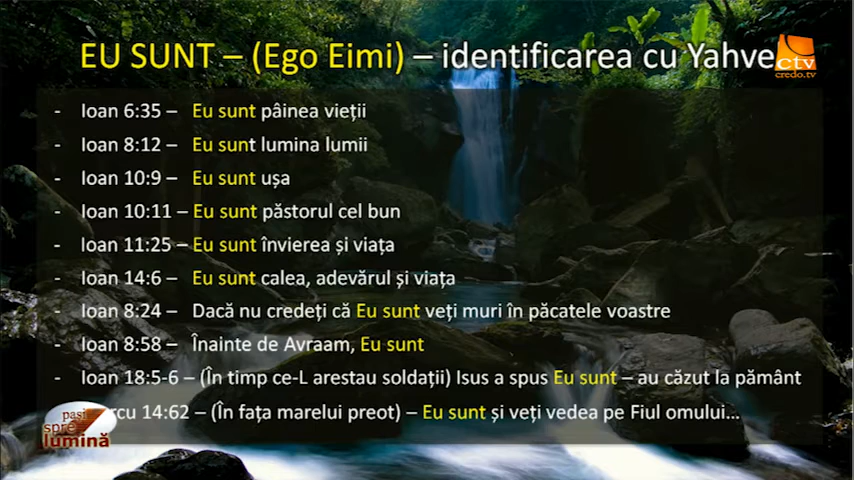 EU SUNT – (Ego Eimi) – identificarea cu Yahve
ctv
credo.tv
- Ioan 6:35 – Eu sunt pâinea vieții
- Ioan 8:12 – Eu sunt lumina lumii
- Ioan 10:9 – Eu sunt ușa
- Ioan 10:11 – Eu sunt păstorul cel bun
- Ioan 11:25 – Eu sunt învierea și viața
- Ioan 14:6 – Eu sunt calea, adevărul și viața
- Ioan 8:24 – Dacă nu credeți că Eu sunt veți muri în păcatele voastre
- Ioan 8:58 – Înainte de Avraam, Eu sunt
- Ioan 18:5-6 – (În timp ce-L arestau soldații) Isus a spus Eu sunt – au căzut la pământ
rcu 14:62 – (În fața marelui preot) – Eu sunt și veți vedea pe Fiul omului...
pași
spre
lumină